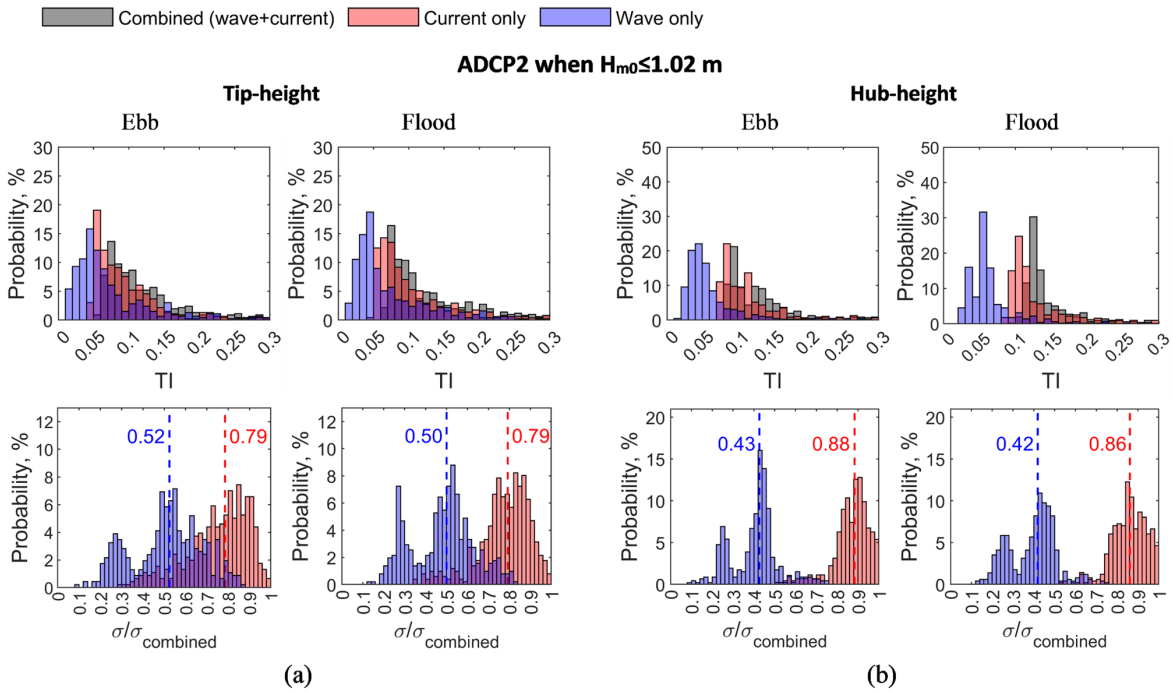 Combined (wave+current) Current only Wave only
ADCP2 when Hm0≤1.02 m
Tip-height Hub-height
Ebb Flood Ebb Flood
Probability, %
30
25
20
15
10
5
0
0 0.05 0.1 0.15 0.2 0.25 0.3
Probability, %
30
25
20
15
10
5
0
0 0.05 0.1 0.15 0.2 0.25 0.3
Probability, %
50
40
30
20
10
0
0 0.05 0.1 0.15 0.2 0.25 0.3
Probability, %
50
40
30
20
10
0
0 0.05 0.1 0.15 0.2 0.25 0.3
TI TI TI TI
Probability, %
12
10
8
6
4
2
0
0.52 0.79
0.1 0.2 0.3 0.4 0.5 0.6 0.7 0.8 0.9 1
Probability, %
12
10
8
6
4
2
0
0.50 0.79
0.1 0.2 0.3 0.4 0.5 0.6 0.7 0.8 0.9 1
Probability, %
20
15
10
5
0
0.43 0.88
0.1 0.2 0.3 0.4 0.5 0.6 0.7 0.8 0.9 1
Probability, %
20
15
10
5
0
0.42 0.86
0.1 0.2 0.3 0.4 0.5 0.6 0.7 0.8 0.9 1
σ/σcombined σ/σcombined σ/σcombined σ/σcombined
(a) (b)